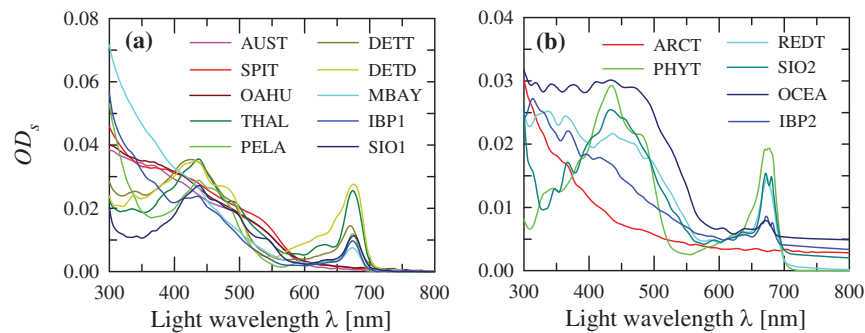 (a)
AUST
SPIT
OAHU
THAL
PELA
DETT
DETD
MBAY
IBP1
SIO1
0.08
0.06
0.04
0.02
0.00
OD_s
300 400 500 600 700 800
Light wavelength λ [nm]
(b)
ARCT
PHYT
REDT
SIO2
OCEA
IBP2
0.04
0.03
0.02
0.01
0.00
300 400 500 600 700 800
Light wavelength λ [nm]